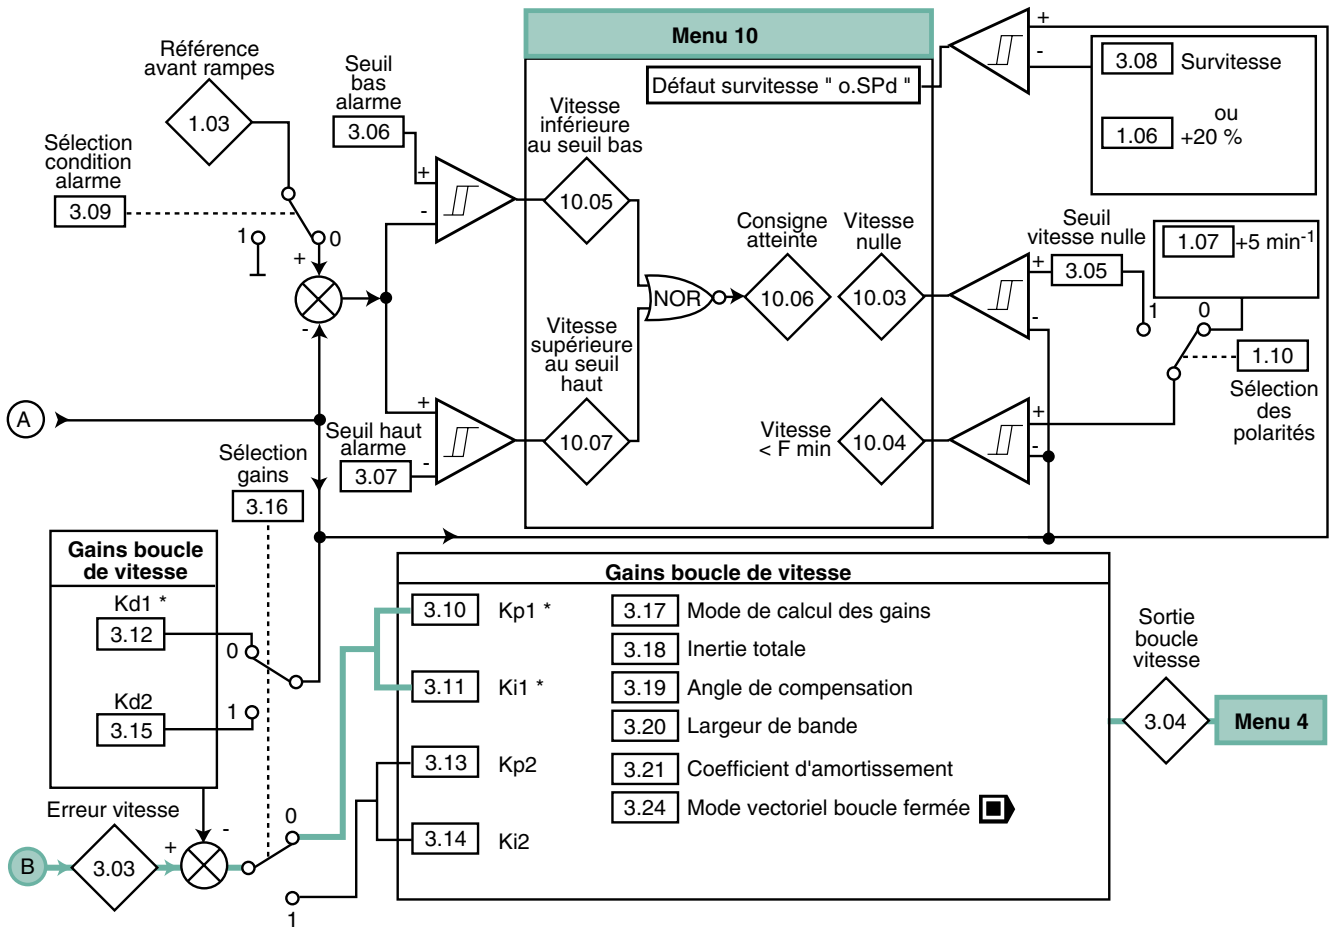 Menu 10
Défaut survitesse " o.SPd "
+
-
3.08 Survitesse
ou
1.06 +20 %
Référence
avant rampes
1.03
Sélection
condition
alarme
3.09
1
0
+
-
Seuil
bas
alarme
3.06
+
-
Vitesse
inférieure
au seuil bas
10.05
NOR
Consigne
atteinte
10.06
Vitesse
nulle
10.03
Seuil
vitesse nulle
3.05
+
-
1.07 +5 min-1
1
0
1.10
Sélection
des
polarités
A
+
-
Seuil haut
alarme
3.07
Vitesse
supérieure
au seuil
haut
10.07
Vitesse
< F min
10.04
+
-
Sélection
gains
3.16
Gains boucle
de vitesse
Kd1 *
3.12
0
Kd2
3.15
1
Gains boucle de vitesse
3.10 Kp1 *
3.11 Ki1 *
3.13 Kp2
3.14 Ki2
3.17 Mode de calcul des gains
3.18 Inertie totale
3.19 Angle de compensation
3.20 Largeur de bande
3.21 Coefficient d'amortissement
3.24 Mode vectoriel boucle fermée
Sortie
boucle
vitesse
3.04
Menu 4
Erreur vitesse
B
3.03
+
-
0
1